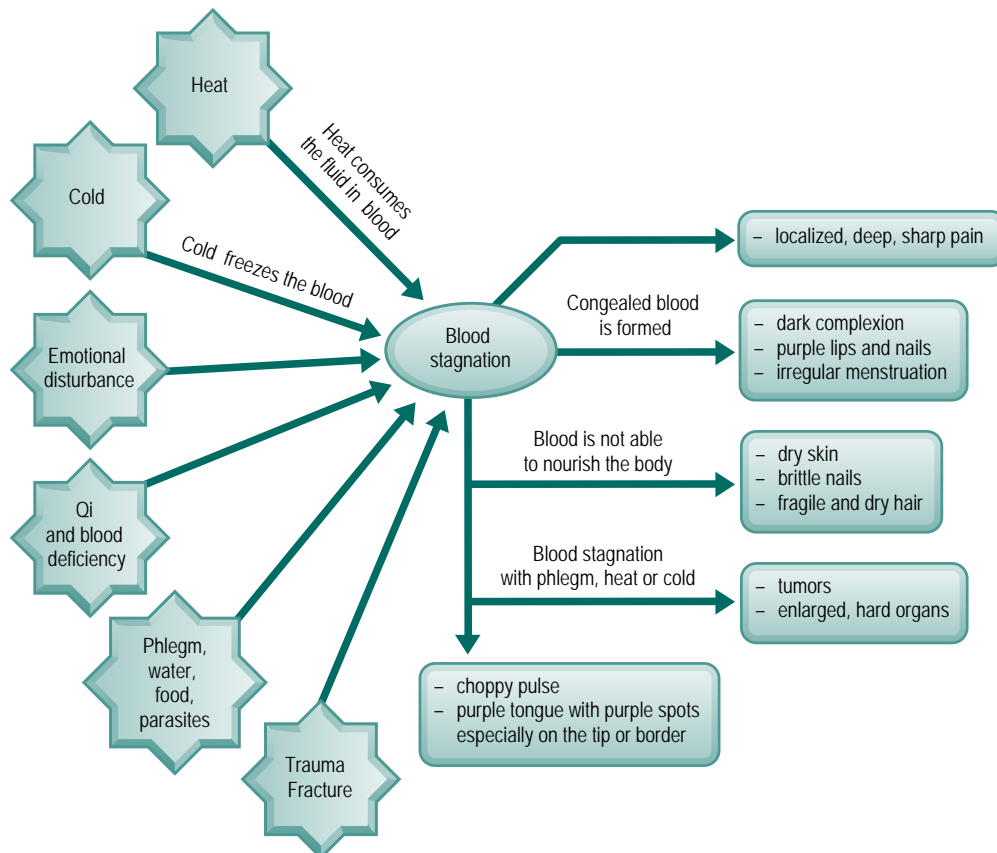 Heat
Heat consumes
the fluid in blood
Cold
Cold freezes the blood
Emotional
disturbance
Qi
and blood
deficiency
Phlegm,
water,
food,
parasites
Trauma
Fracture
Blood
stagnation
– localized, deep, sharp pain
Congealed blood
is formed
– dark complexion
– purple lips and nails
– irregular menstruation
Blood is not able
to nourish the body
– dry skin
– brittle nails
– fragile and dry hair
Blood stagnation
with phlegm, heat or cold
– tumors
– enlarged, hard organs
– choppy pulse
– purple tongue with purple spots
especially on the tip or border